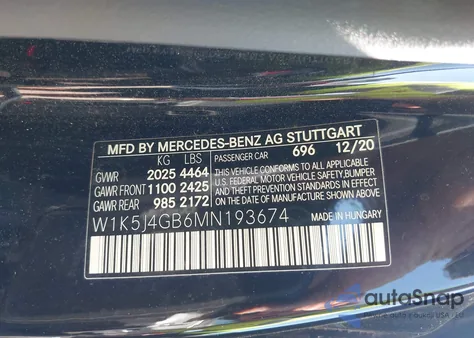 MFD BY MERCEDES-BENZ AG STUTTGART
KG LBS PASSENGER CAR 696 12/20
GVWR 2025 4464 THIS VEHICLE CONFORMS TO ALL APPLICABLE
GAWR FRONT 1100 2425 U.S. FEDERAL MOTOR VEHICLE SAFETY, BUMPER
GAWR REAR 985 2172 AND THEFT PREVENTION STANDARDS IN EFFECT
ON THE DATE OF MANUFACTURE SHOWN ABOVE.
W1K5J4GB6MN193674 MADE IN HUNGARY
autoSnap